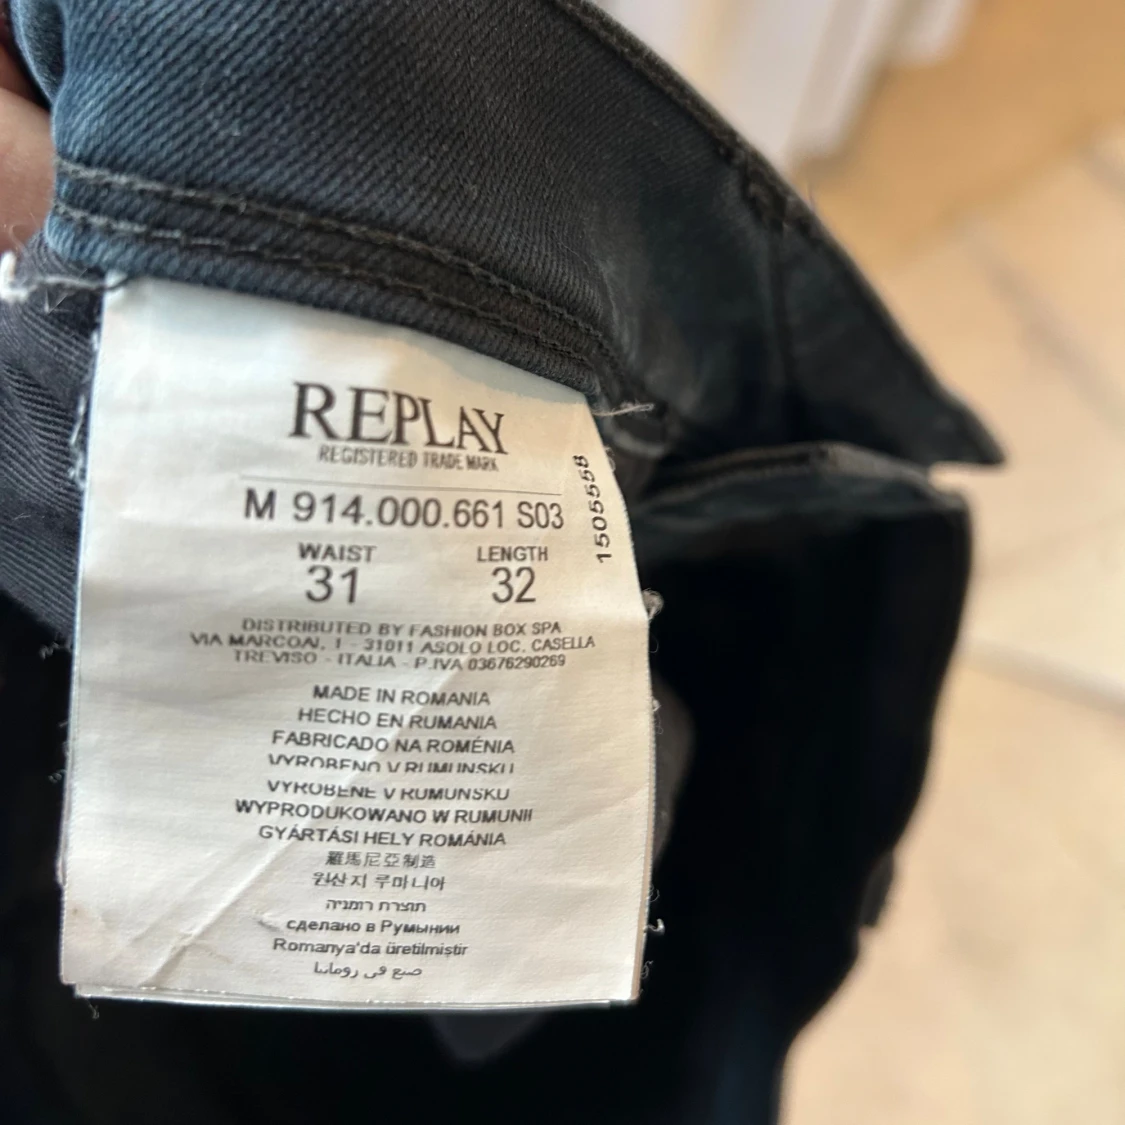 REPLAY
REGISTERED TRADE MARK
M 914.000.661 S03
1505558
WAIST LENGTH
31 32
DISTRIBUTED BY FASHION BOX SPA
VIA MARCOAI, 1 - 31011 ASOLO LOC. CASELLA
TREVISO - ITALIA - P.IVA 03676290269
MADE IN ROMANIA
HECHO EN RUMANIA
FABRICADO NA ROMÉNIA
VYROBENO V RUMUNSKU
VYROBENE V RUMUNSKU
WYPRODUKOWANO W RUMUNII
GYÁRTÁSI HELY ROMÁNIA
羅馬尼亞制造
원산지 루마니아
תוצרת רומניה
сделано в Румынии
Romanya'da üretilmiştir
صنع في رومانيا